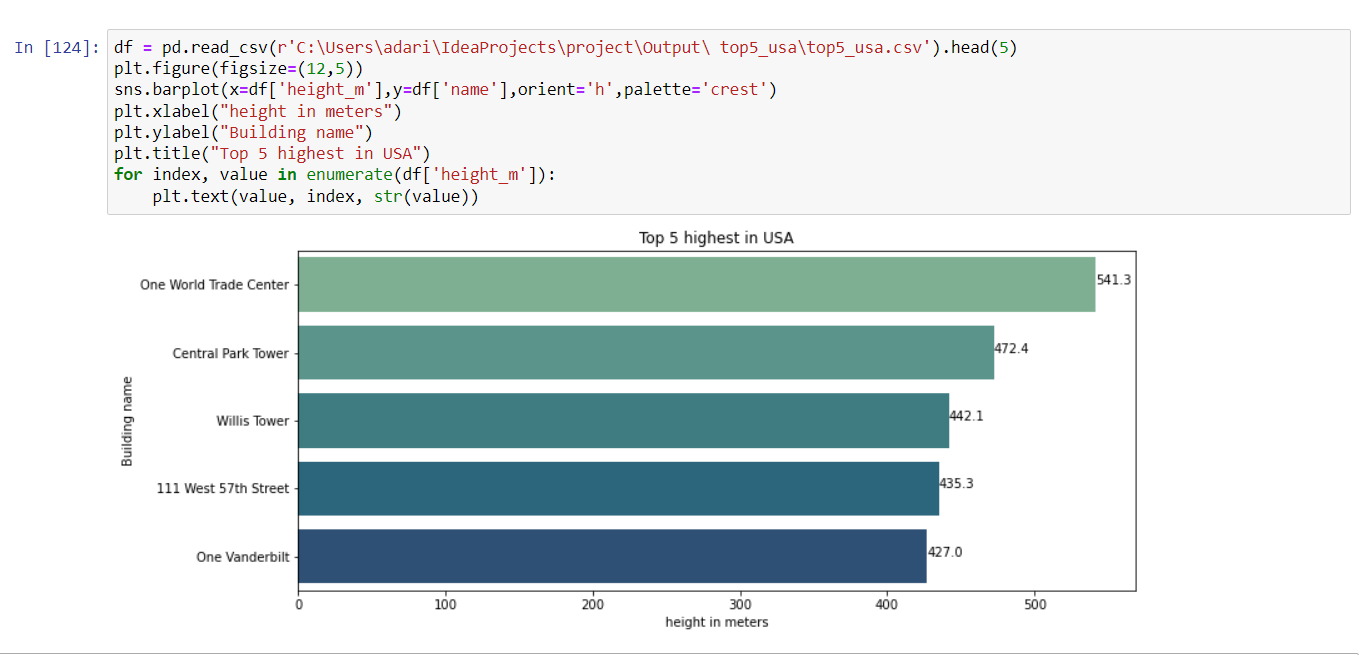 In [124]: df = pd.read_csv(r'C:\Users\adari\IdeaProjects\project\Output\ top5_usa\top5_usa.csv').head(5)
plt.figure(figsize=(12,5))
sns.barplot(x=df['height_m'],y=df['name'],orient='h',palette='crest')
plt.xlabel("height in meters")
plt.ylabel("Building name")
plt.title("Top 5 highest in USA")
for index, value in enumerate(df['height_m']):
    plt.text(value, index, str(value))
Top 5 highest in USA
Building name
One World Trade Center 541.3
Central Park Tower 472.4
Willis Tower 442.1
111 West 57th Street 435.3
One Vanderbilt 427.0
0 100 200 300 400 500
height in meters